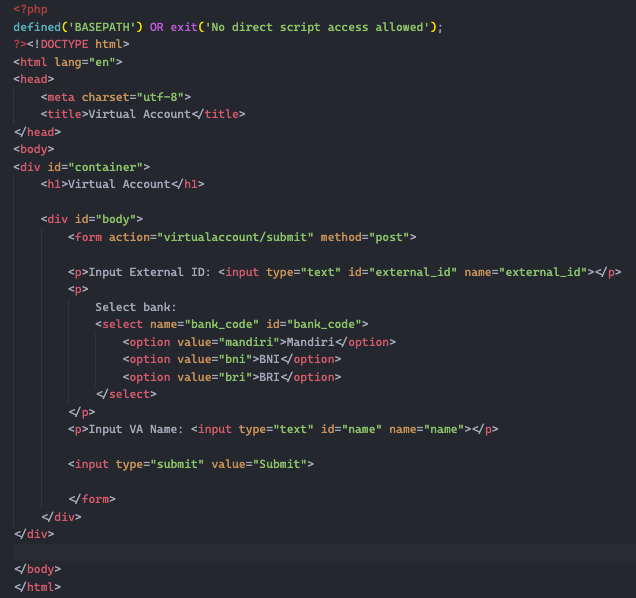 <?php
defined('BASEPATH') OR exit('No direct script access allowed');
?><!DOCTYPE html>
<html lang="en">
<head>
    <meta charset="utf-8">
    <title>Virtual Account</title>
</head>
<body>
<div id="container">
    <h1>Virtual Account</h1>

    <div id="body">
        <form action="virtualaccount/submit" method="post">

        <p>Input External ID: <input type="text" id="external_id" name="external_id"></p>
        <p>
            Select bank:
            <select name="bank_code" id="bank_code">
                <option value="mandiri">Mandiri</option>
                <option value="bni">BNI</option>
                <option value="bri">BRI</option>
            </select>
        </p>
        <p>Input VA Name: <input type="text" id="name" name="name"></p>

        <input type="submit" value="Submit">

        </form>
    </div>
</div>

</body>
</html>